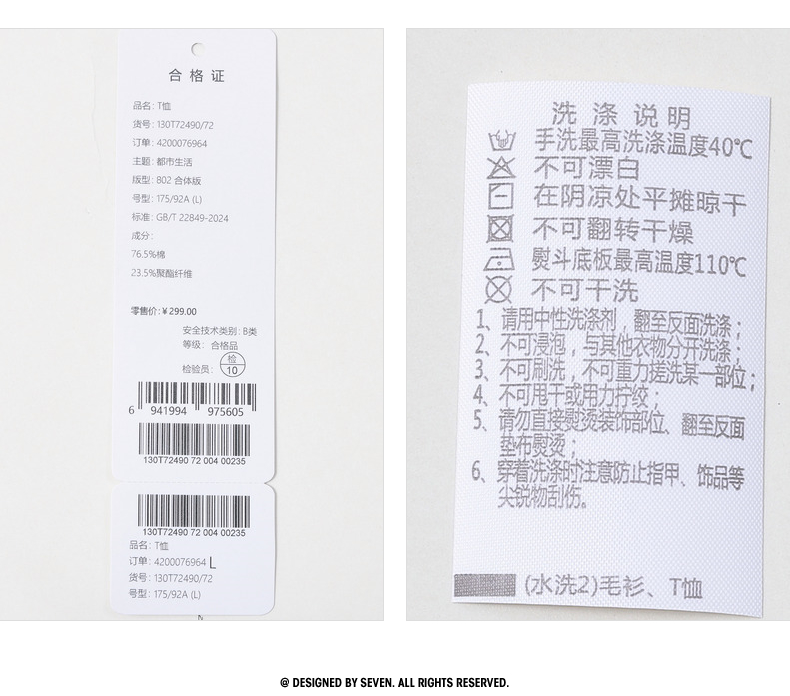 合格证
品名: T恤
货号: 130T72490/72
订单: 4200076964
主题: 都市生活
版型: 802 合体版
号型: 175/92A (L)
标准: GB/T 22849-2024
成分:
76.5%棉
23.5%聚酯纤维
零售价: ¥299.00
安全技术类别: B类
等级: 合格品
检验员: 检 10
6 941994 975605
130T72490 72 004 00235
130T72490 72 004 00235
品名: T恤
订单: 4200076964 L
货号: 130T72490/72
号型: 175/92A (L)
洗涤说明
手洗最高洗涤温度40℃
不可漂白
在阴凉处平摊晾干
不可翻转干燥
熨斗底板最高温度110℃
不可干洗
1、请用中性洗涤剂，翻至反面洗涤；
2、不可浸泡，与其他衣物分开洗涤；
3、不可刷洗，不可重力搓洗某一部位；
4、不可甩干或用力拧绞；
5、请勿直接熨烫装饰部位、翻至反面
垫布熨烫；
6、穿着洗涤时注意防止指甲、饰品等
尖锐物刮伤。
(水洗2)毛衫、T恤
@ DESIGNED BY SEVEN. ALL RIGHTS RESERVED.